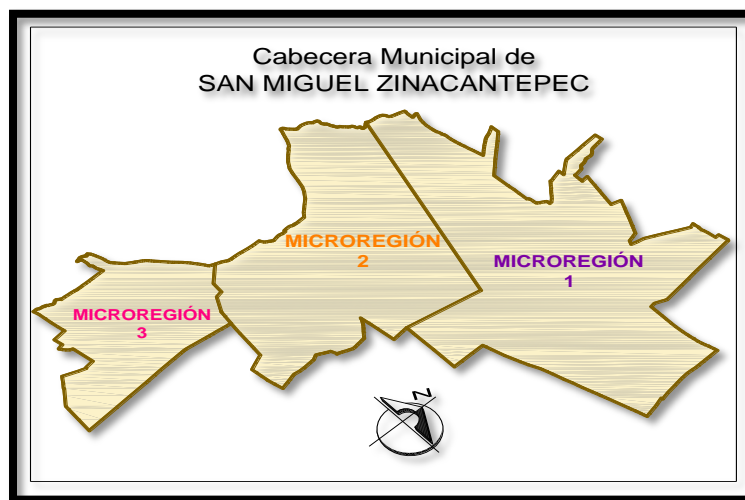 Cabecera Municipal de
SAN MIGUEL ZINACANTEPEC
MICROREGIÓN
2
MICROREGIÓN
1
MICROREGIÓN
3
N